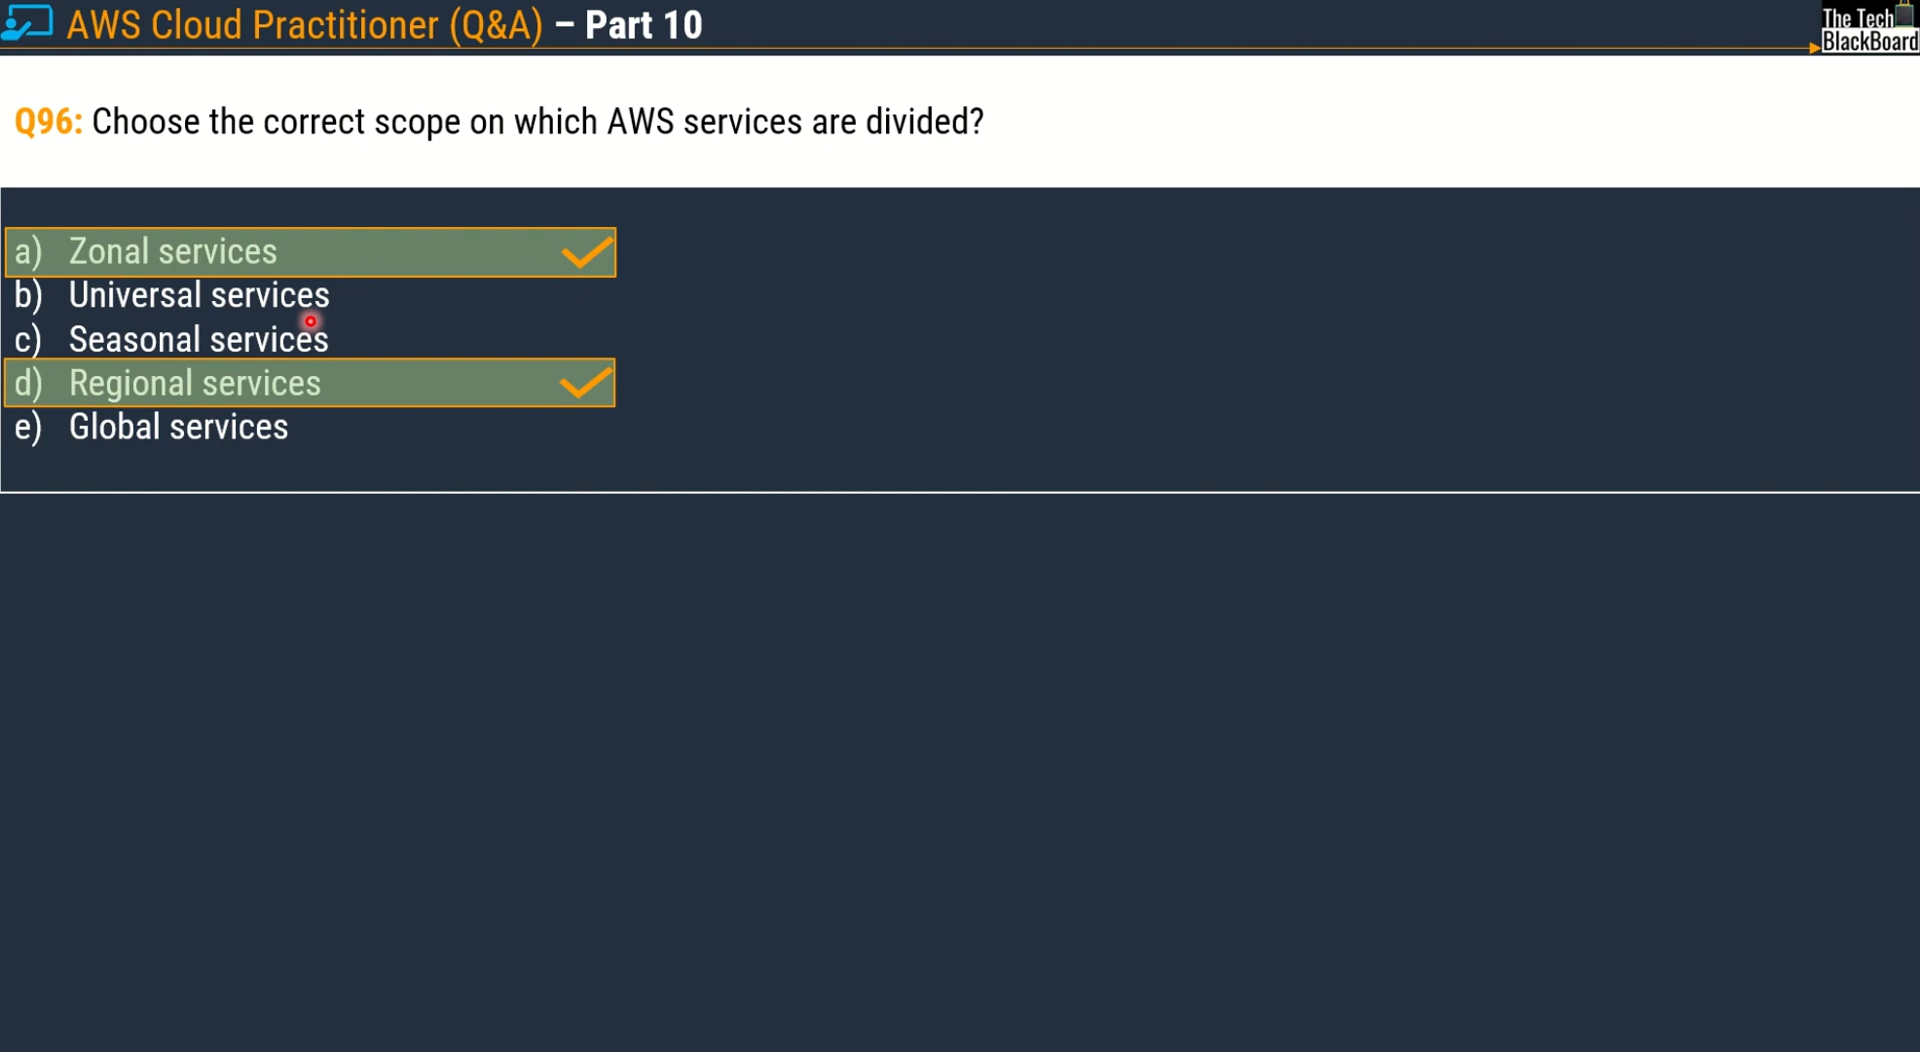 AWS Cloud Practitioner (Q&A) – Part 10
The Tech
BlackBoard
Q96: Choose the correct scope on which AWS services are divided?
a) Zonal services
b) Universal services
c) Seasonal services
d) Regional services
e) Global services